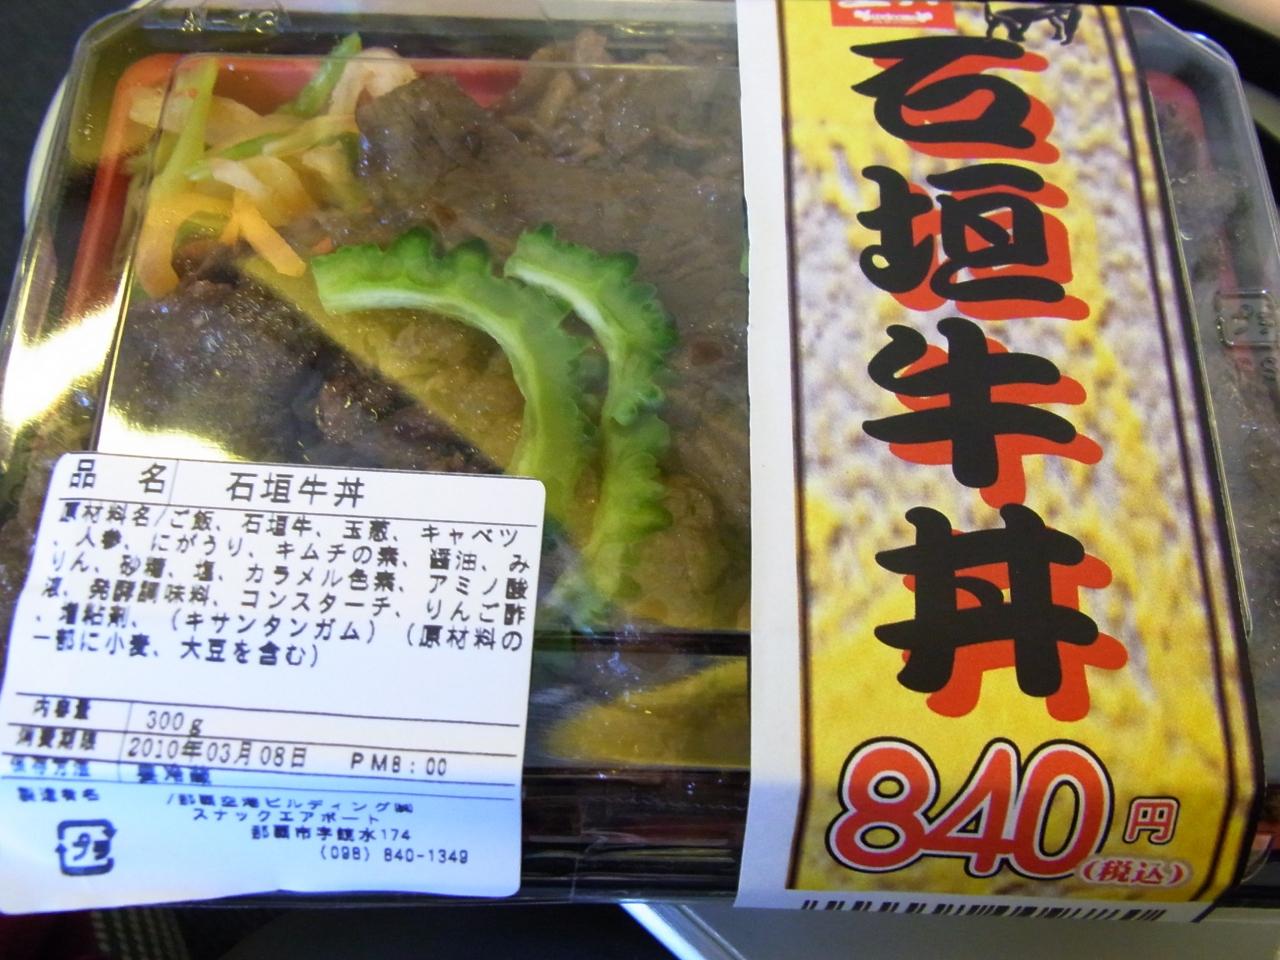 石垣牛丼
840円
(税込)
品名 石垣牛丼
原材料名/ご飯、石垣牛、玉葱、キャベツ
、人参、にがうり、キムチの素、醤油、み
りん、砂糖、塩、カラメル色素、アミノ酸
液、発酵調味料、コンスターチ、りんご酢
、増粘剤、(キサンタンガム)(原材料の
一部に小麦、大豆を含む)
内容量 300g
消費期限 2010年03月08日 PM8:00
保存方法 要冷蔵
製造者名 /那覇空港ビルディング㈱
スナックエアポート
那覇市字鏡水174
(098) 840-1349
プラ